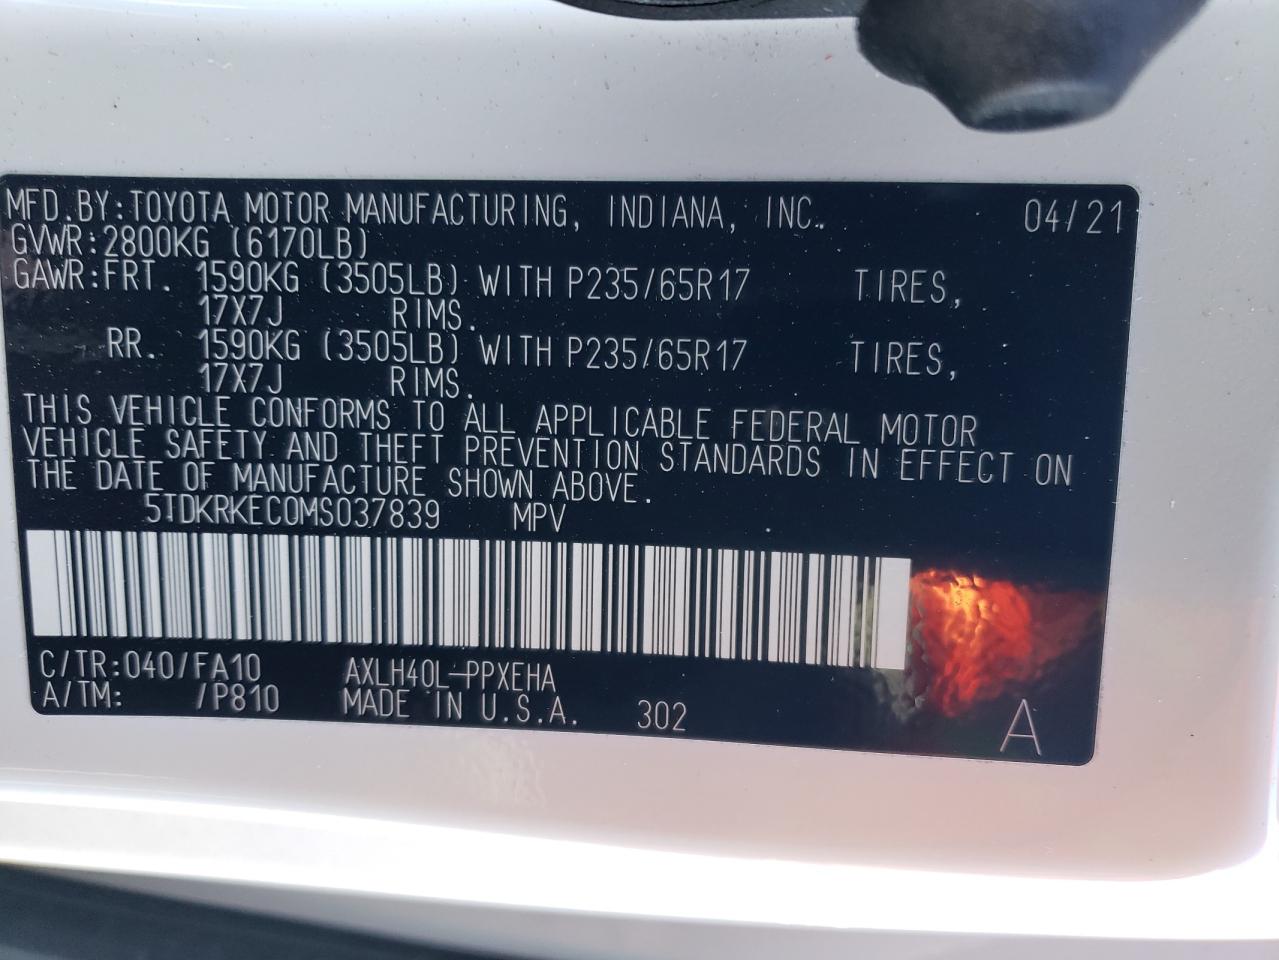 MFD.BY:TOYOTA MOTOR MANUFACTURING, INDIANA, INC. 04/21
GVWR:2800KG (6170LB)
GAWR:FRT. 1590KG (3505LB) WITH P235/65R17 TIRES,
17X7J RIMS.
RR. 1590KG (3505LB) WITH P235/65R17 TIRES,
17X7J RIMS.
THIS VEHICLE CONFORMS TO ALL APPLICABLE FEDERAL MOTOR
VEHICLE SAFETY AND THEFT PREVENTION STANDARDS IN EFFECT ON
THE DATE OF MANUFACTURE SHOWN ABOVE.
5TDKRKEC0MS037839 MPV
C/TR:040/FA10 AXLH40L-PPXEHA
A/TM: /P810 MADE IN U.S.A. 302 A